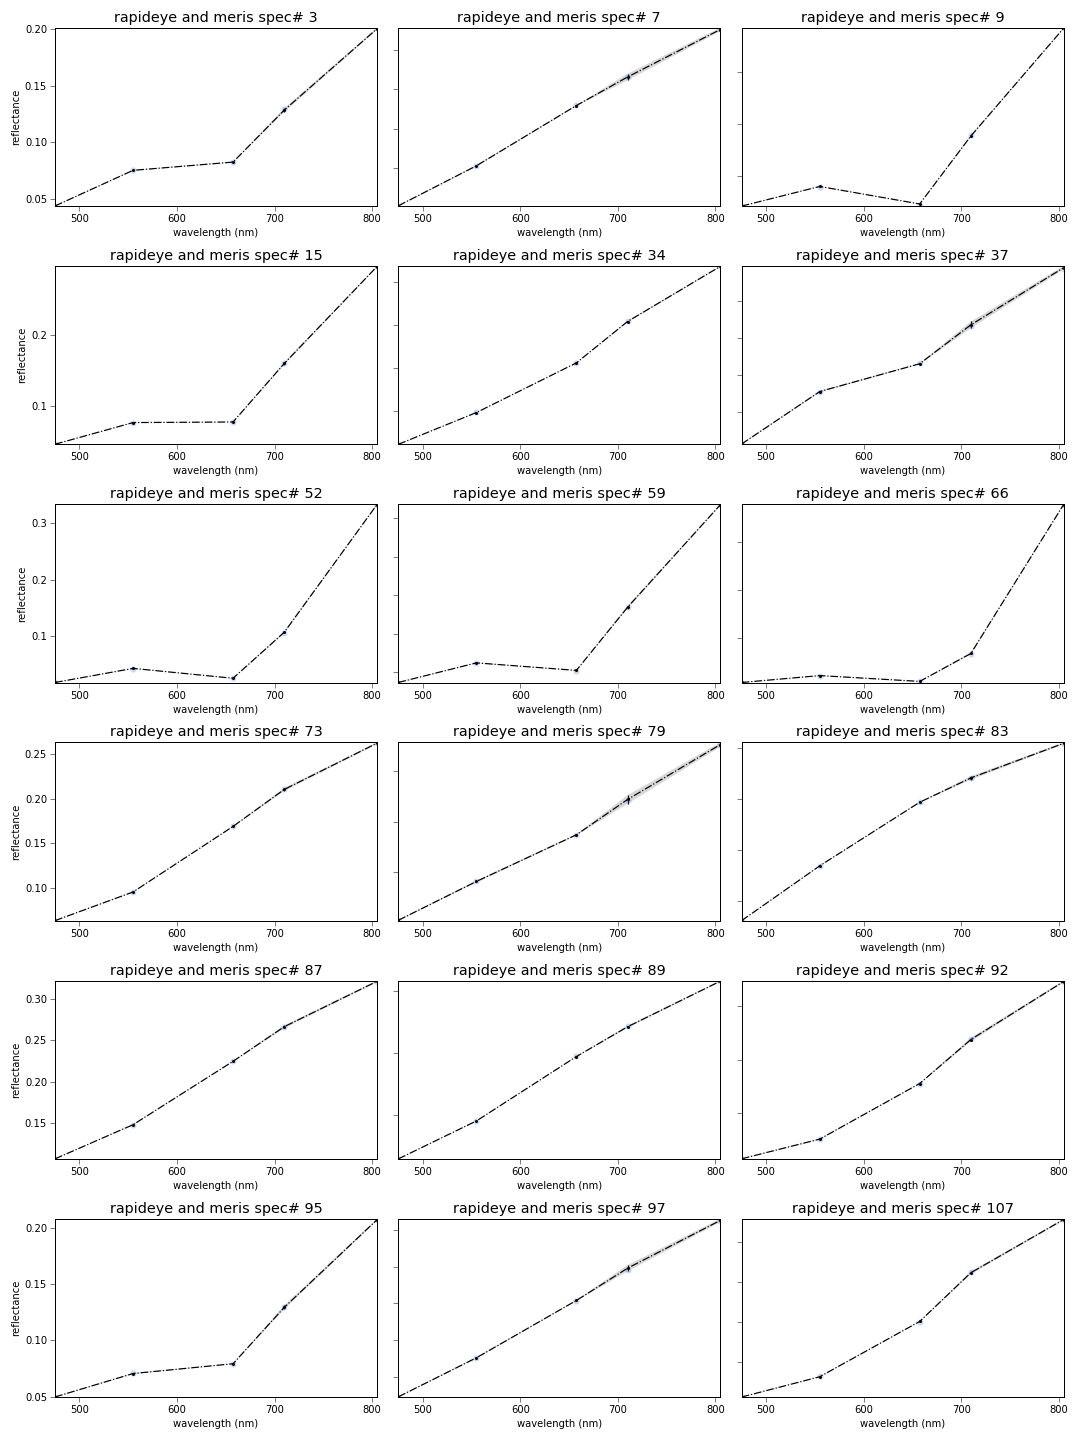 rapideye and meris spec# 3
rapideye and meris spec# 7
rapideye and meris spec# 9
0.20
0.15
0.10
0.05
reflectance
500 600 700 800
500 600 700 800
500 600 700 800
wavelength (nm)
wavelength (nm)
wavelength (nm)
rapideye and meris spec# 15
rapideye and meris spec# 34
rapideye and meris spec# 37
0.2
0.1
reflectance
500 600 700 800
500 600 700 800
500 600 700 800
wavelength (nm)
wavelength (nm)
wavelength (nm)
rapideye and meris spec# 52
rapideye and meris spec# 59
rapideye and meris spec# 66
0.3
0.2
0.1
reflectance
500 600 700 800
500 600 700 800
500 600 700 800
wavelength (nm)
wavelength (nm)
wavelength (nm)
rapideye and meris spec# 73
rapideye and meris spec# 79
rapideye and meris spec# 83
0.25
0.20
0.15
0.10
reflectance
500 600 700 800
500 600 700 800
500 600 700 800
wavelength (nm)
wavelength (nm)
wavelength (nm)
rapideye and meris spec# 87
rapideye and meris spec# 89
rapideye and meris spec# 92
0.30
0.25
0.20
0.15
reflectance
500 600 700 800
500 600 700 800
500 600 700 800
wavelength (nm)
wavelength (nm)
wavelength (nm)
rapideye and meris spec# 95
rapideye and meris spec# 97
rapideye and meris spec# 107
0.20
0.15
0.10
0.05
reflectance
500 600 700 800
500 600 700 800
500 600 700 800
wavelength (nm)
wavelength (nm)
wavelength (nm)